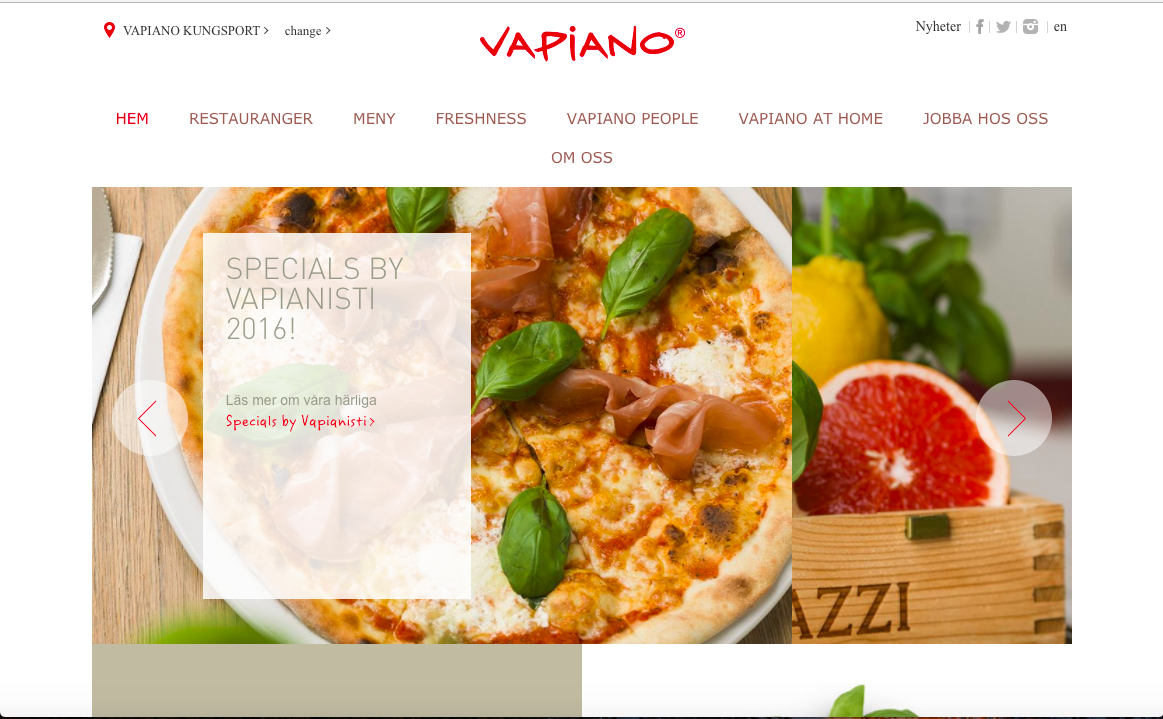 VAPIANO KUNGSPORT > change >
VAPIANO®
Nyheter en
HEM RESTAURANGER MENY FRESHNESS VAPIANO PEOPLE VAPIANO AT HOME JOBBA HOS OSS
OM OSS
SPECIALS BY
VAPIANISTI
2016!
Läs mer om våra härliga
Specials by Vapianisti >
AZZI